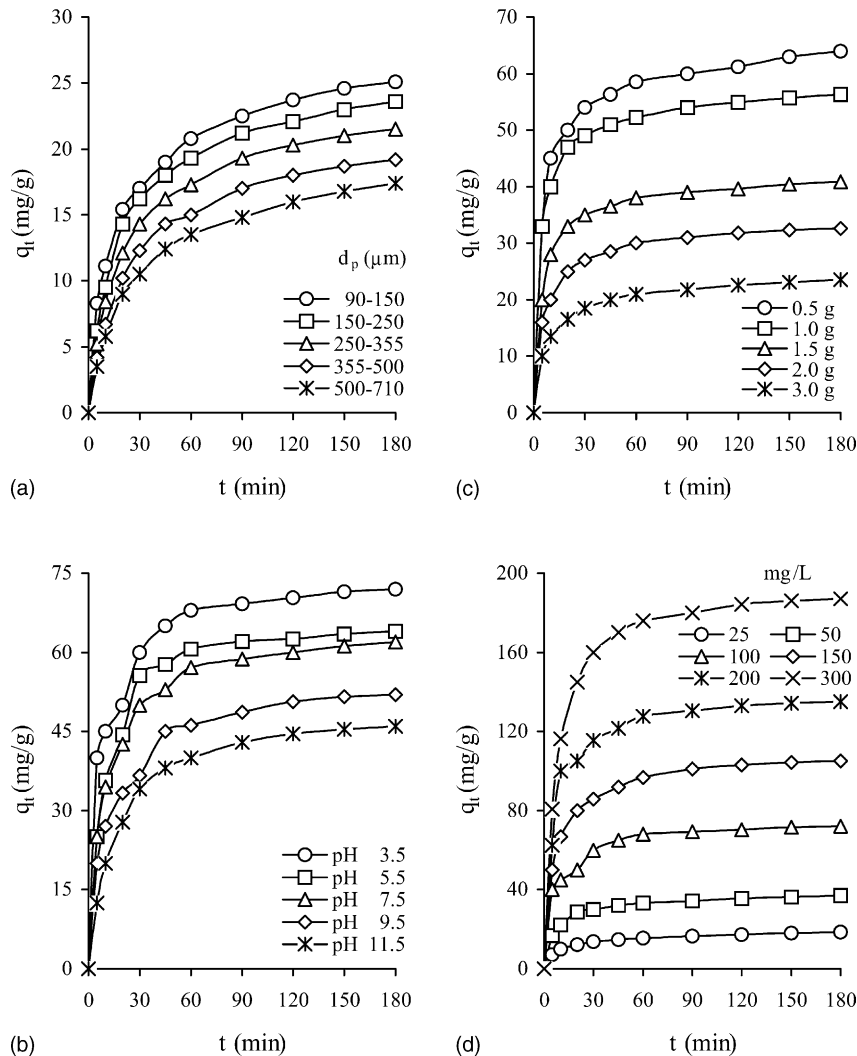 30
25
20
15
10
5
0
qt (mg/g)
dp (µm)
90-150
150-250
250-355
355-500
500-710
0 30 60 90 120 150 180
(a) t (min)
70
60
50
40
30
20
10
0
qt (mg/g)
0.5 g
1.0 g
1.5 g
2.0 g
3.0 g
0 30 60 90 120 150 180
(c) t (min)
75
60
45
30
15
0
qt (mg/g)
pH 3.5
pH 5.5
pH 7.5
pH 9.5
pH 11.5
0 30 60 90 120 150 180
(b) t (min)
200
160
120
80
40
0
qt (mg/g)
mg/L
25 50
100 150
200 300
0 30 60 90 120 150 180
(d) t (min)